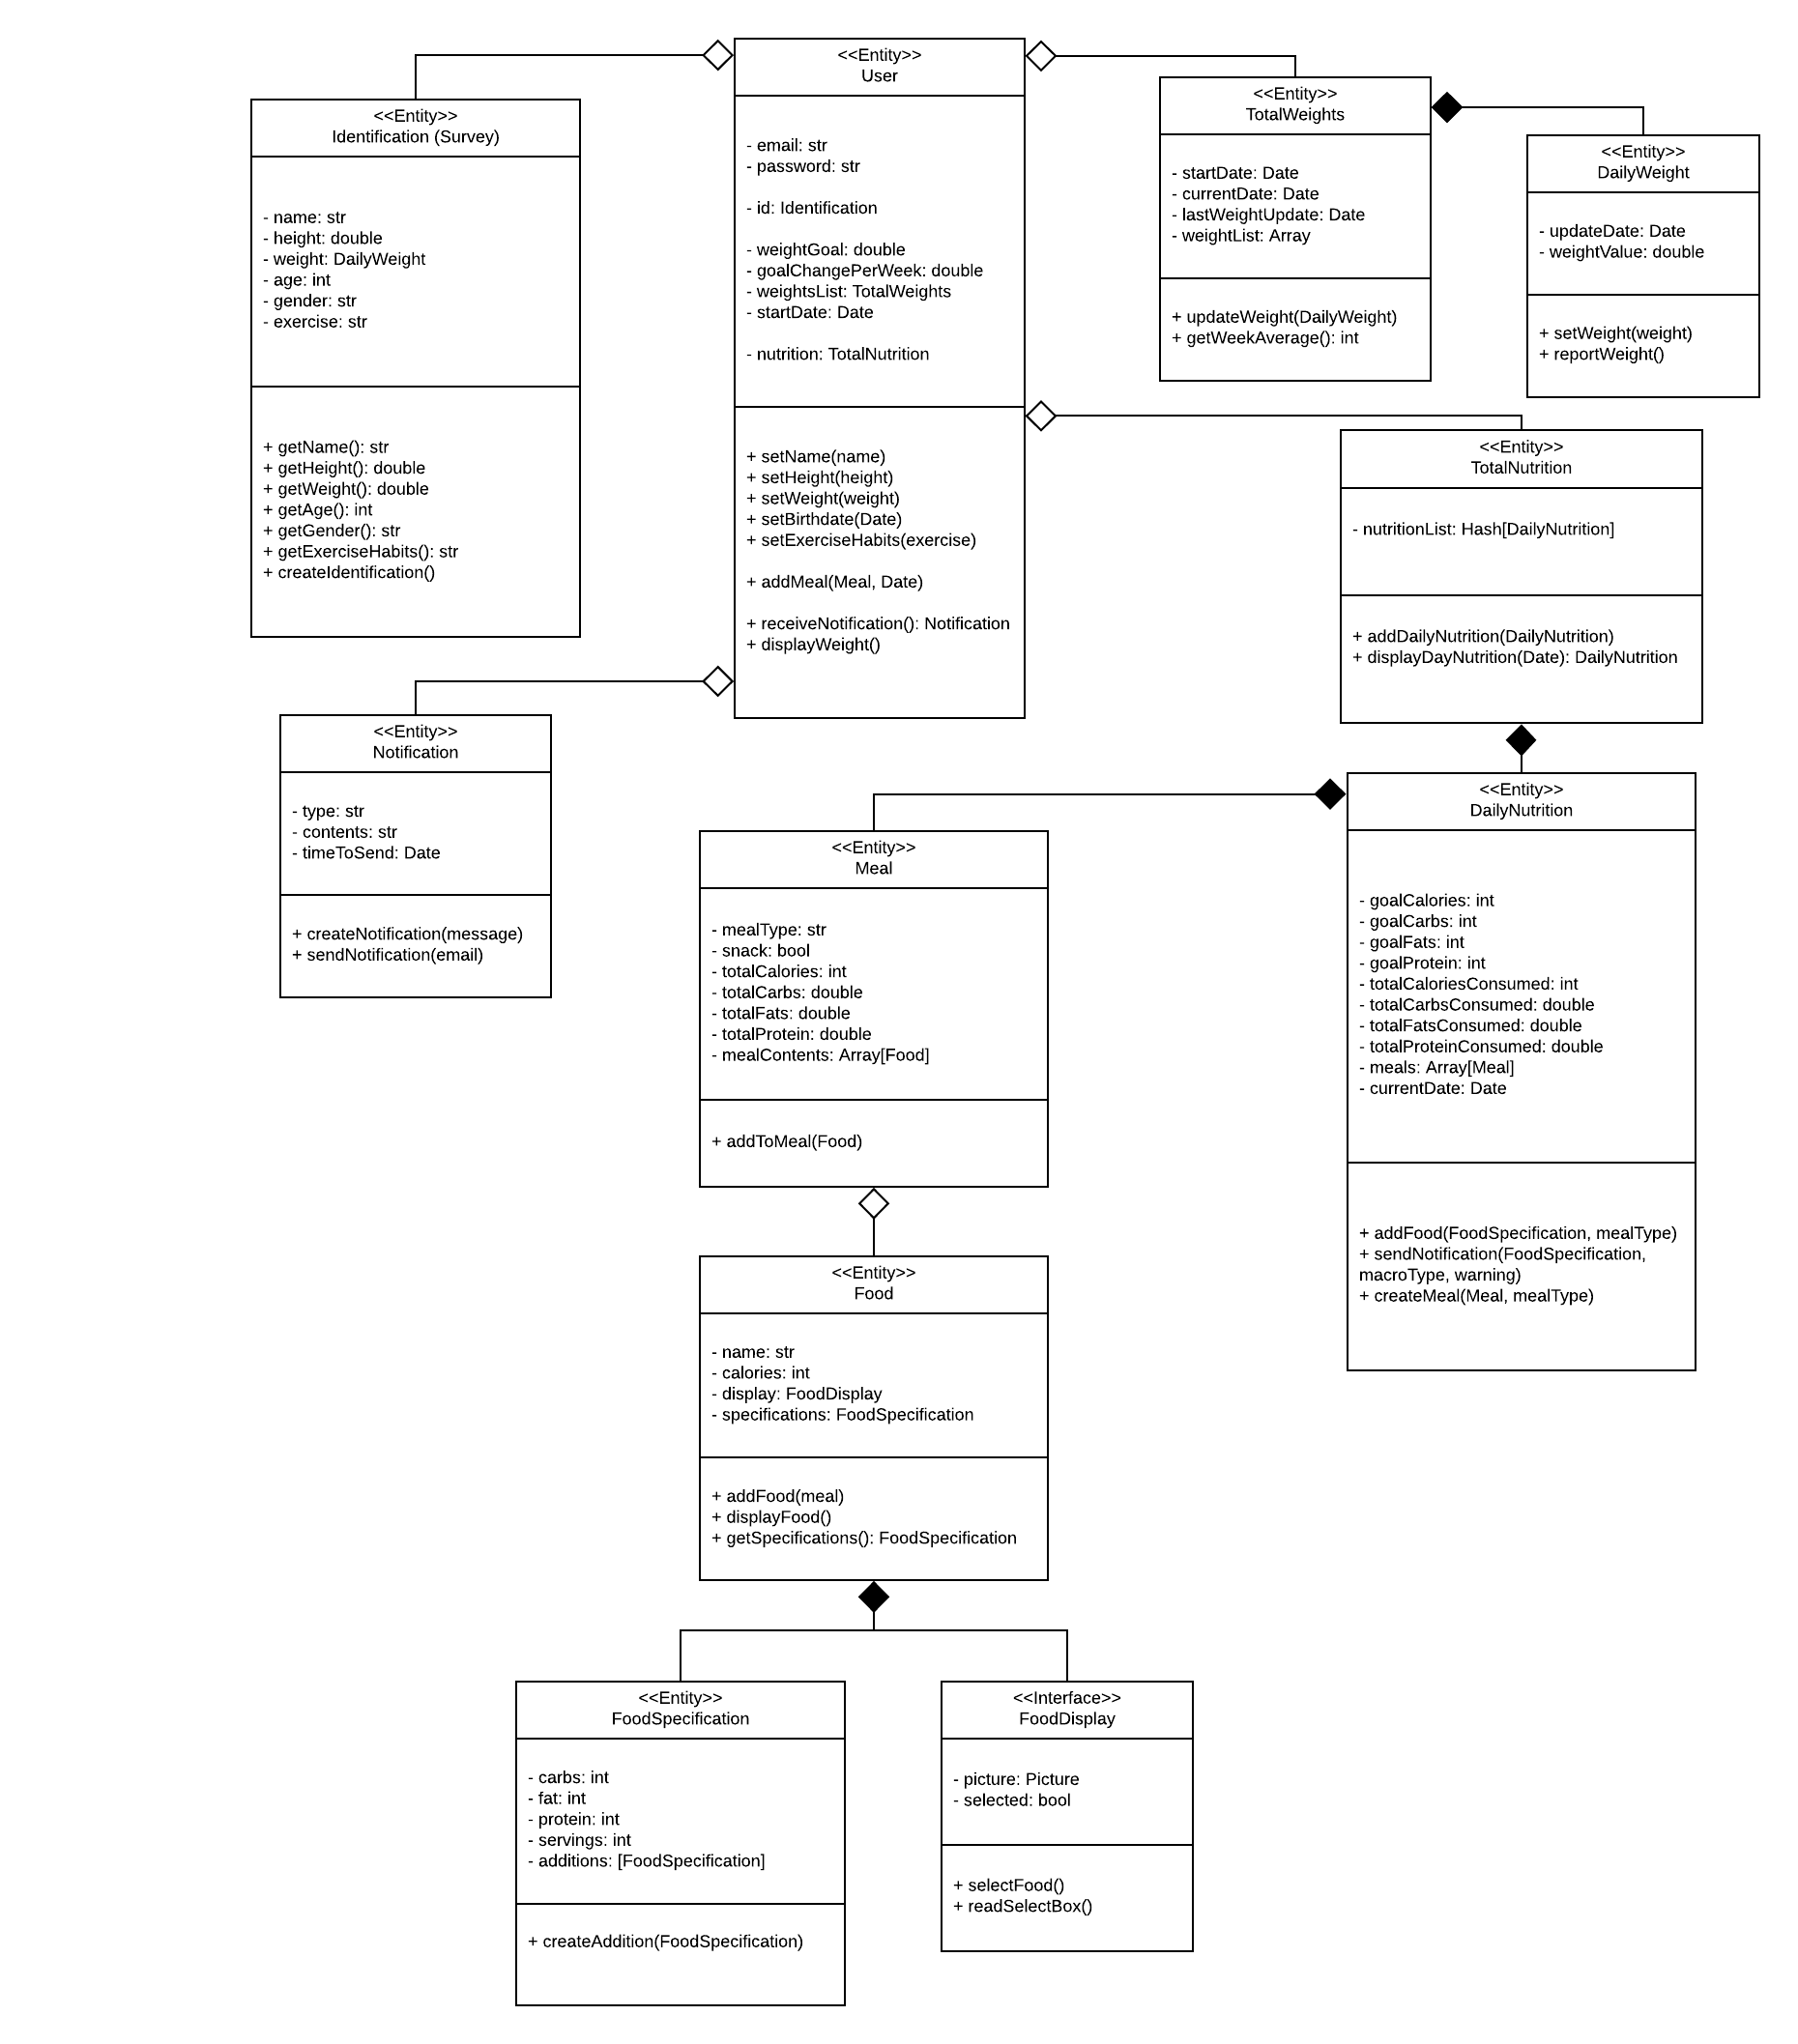 <<Entity>>
User
- email: str
- password: str
- id: Identification
- weightGoal: double
- goalChangePerWeek: double
- weightsList: TotalWeights
- startDate: Date
- nutrition: TotalNutrition
+ setName(name)
+ setHeight(height)
+ setWeight(weight)
+ setBirthdate(Date)
+ setExerciseHabits(exercise)
+ addMeal(Meal, Date)
+ receiveNotification(): Notification
+ displayWeight()
<<Entity>>
Identification (Survey)
- name: str
- height: double
- weight: DailyWeight
- age: int
- gender: str
- exercise: str
+ getName(): str
+ getHeight(): double
+ getWeight(): double
+ getAge(): int
+ getGender(): str
+ getExerciseHabits(): str
+ createIdentification()
<<Entity>>
TotalWeights
- startDate: Date
- currentDate: Date
- lastWeightUpdate: Date
- weightList: Array
+ updateWeight(DailyWeight)
+ getWeekAverage(): int
<<Entity>>
DailyWeight
- updateDate: Date
- weightValue: double
+ setWeight(weight)
+ reportWeight()
<<Entity>>
TotalNutrition
- nutritionList: Hash[DailyNutrition]
+ addDailyNutrition(DailyNutrition)
+ displayDayNutrition(Date): DailyNutrition
<<Entity>>
Notification
- type: str
- contents: str
- timeToSend: Date
+ createNotification(message)
+ sendNotification(email)
<<Entity>>
Meal
- mealType: str
- snack: bool
- totalCalories: int
- totalCarbs: double
- totalFats: double
- totalProtein: double
- mealContents: Array[Food]
+ addToMeal(Food)
<<Entity>>
DailyNutrition
- goalCalories: int
- goalCarbs: int
- goalFats: int
- goalProtein: int
- totalCaloriesConsumed: int
- totalCarbsConsumed: double
- totalFatsConsumed: double
- totalProteinConsumed: double
- meals: Array[Meal]
- currentDate: Date
+ addFood(FoodSpecification, mealType)
+ sendNotification(FoodSpecification,
macroType, warning)
+ createMeal(Meal, mealType)
<<Entity>>
Food
- name: str
- calories: int
- display: FoodDisplay
- specifications: FoodSpecification
+ addFood(meal)
+ displayFood()
+ getSpecifications(): FoodSpecification
<<Entity>>
FoodSpecification
- carbs: int
- fat: int
- protein: int
- servings: int
- additions: [FoodSpecification]
+ createAddition(FoodSpecification)
<<Interface>>
FoodDisplay
- picture: Picture
- selected: bool
+ selectFood()
+ readSelectBox()